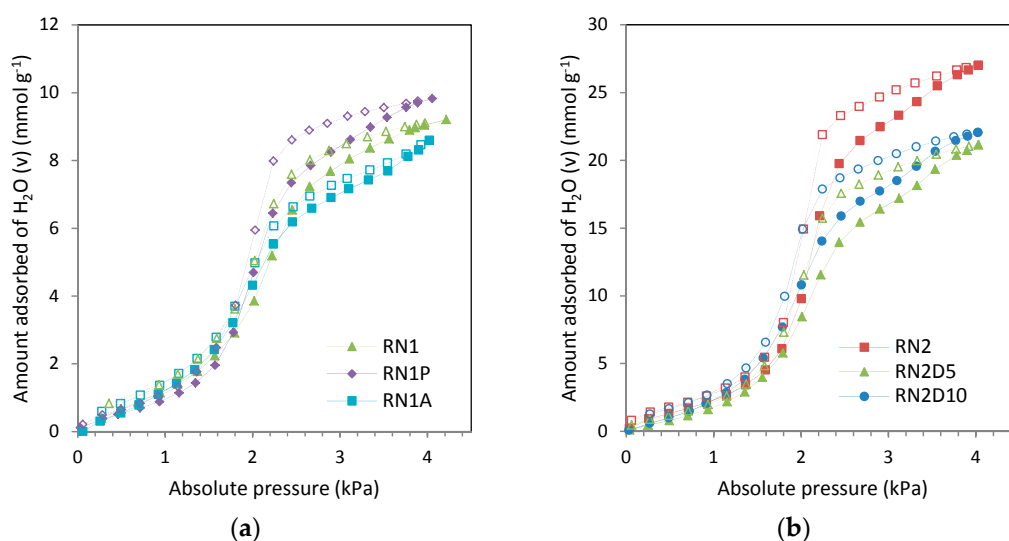 Amount adsorbed of H₂O (v) (mmol g⁻¹)
12
10
8
6
4
2
0
RN1
RN1P
RN1A
0
1
2
3
4
Absolute pressure (kPa)
(a)
Amount adsorbed of H₂O (v) (mmol g⁻¹)
30
25
20
15
10
5
0
RN2
RN2D5
RN2D10
0
1
2
3
4
Absolute pressure (kPa)
(b)